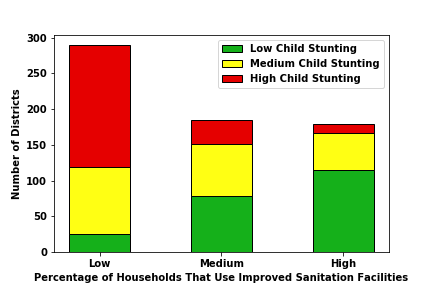 300
250
200
150
100
50
0
Number of Districts
Low Child Stunting
Medium Child Stunting
High Child Stunting
Low Medium High
Percentage of Households That Use Improved Sanitation Facilities